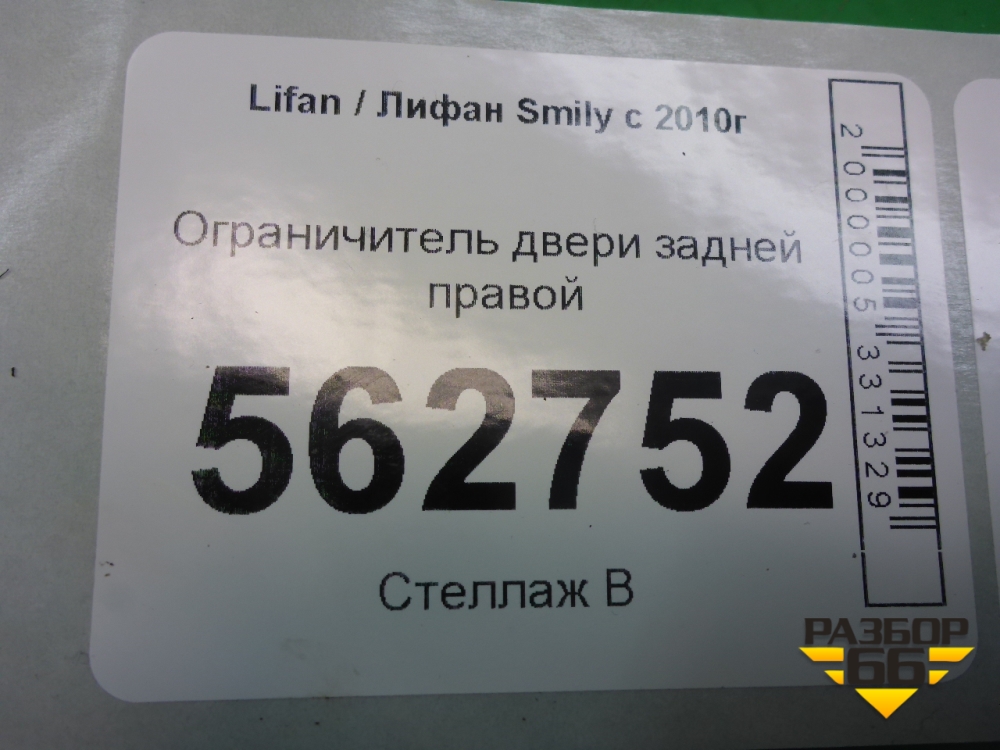 Lifan / Лифан Smily с 2010г
Ограничитель двери задней
правой
562752
Стеллаж В
2000005331329
РАЗБОР
66